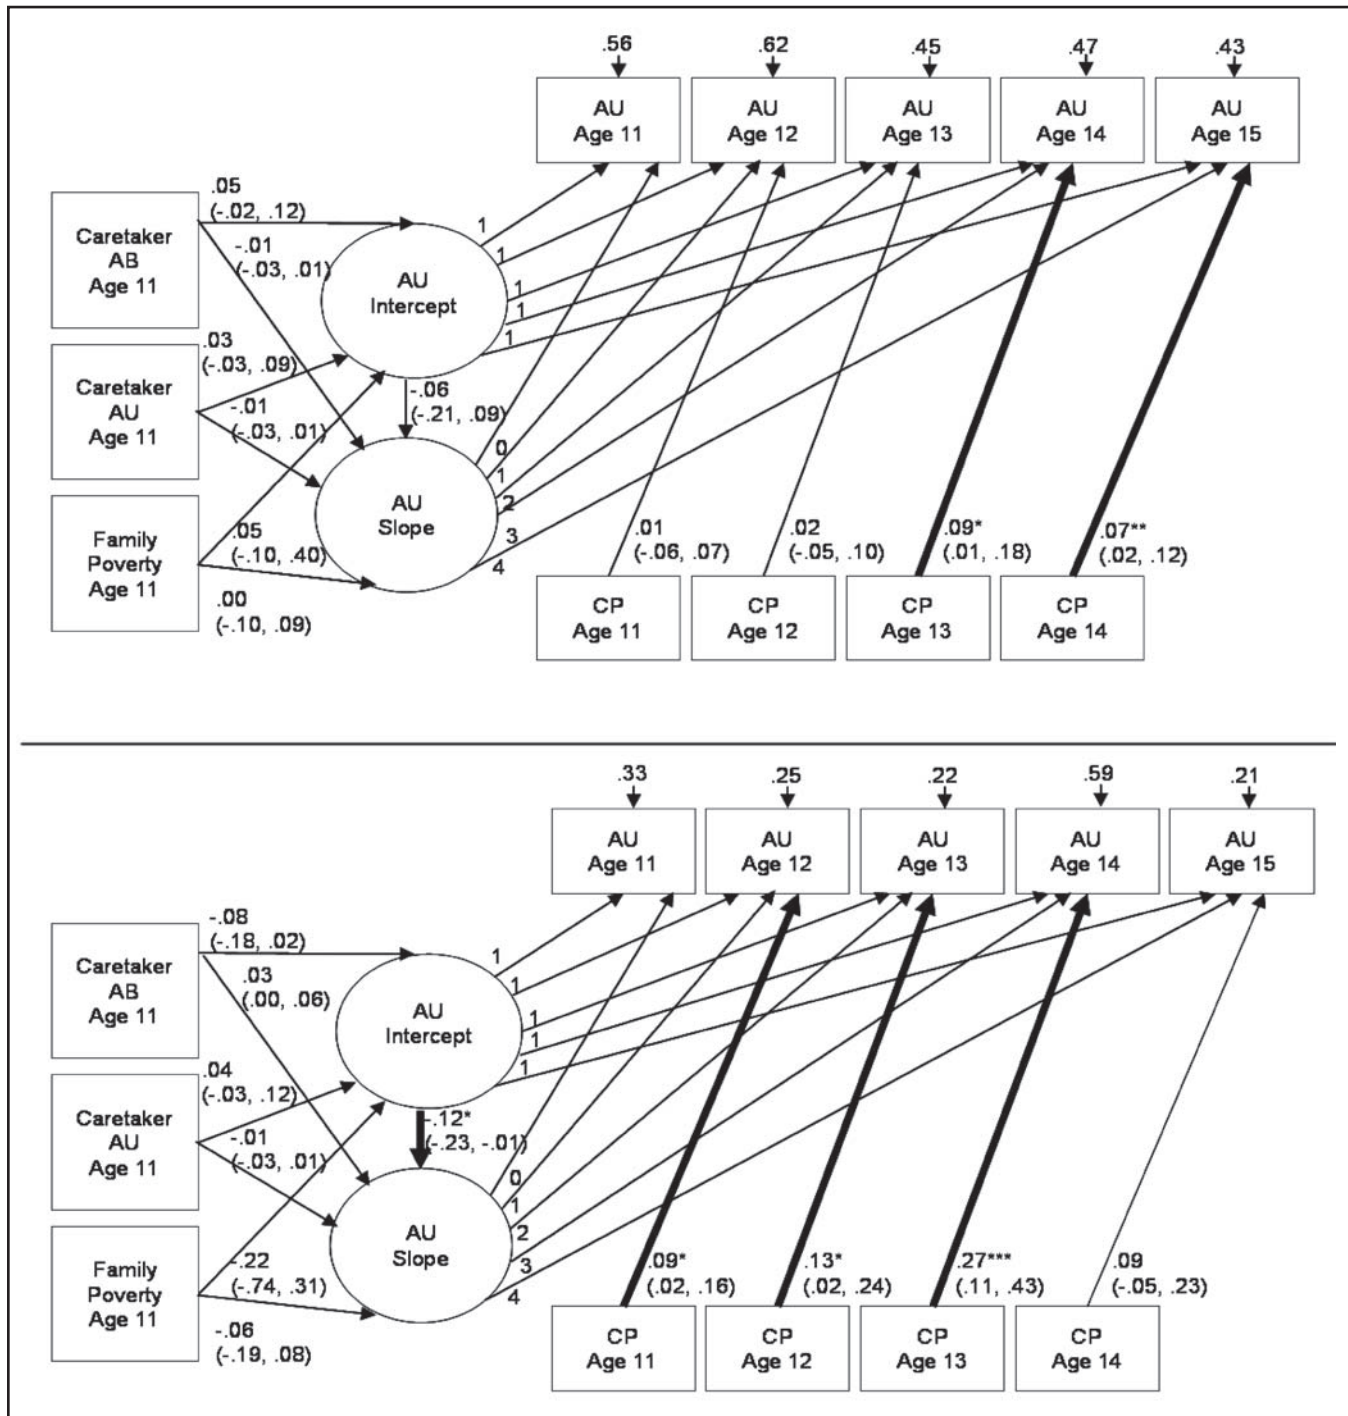 .56
.62
.45
.47
.43
AU
Age 11
AU
Age 12
AU
Age 13
AU
Age 14
AU
Age 15
Caretaker
AB
Age 11
.05
(-.02, .12)
-.01
(-.03, .01)
AU
Intercept
1
1
1
1
1
Caretaker
AU
Age 11
.03
(-.03, .09)
-.01
(-.03, .01)
-.06
(-.21, .09)
AU
Slope
0
1
2
3
4
Family
Poverty
Age 11
.05
(-.10, .40)
.00
(-.10, .09)
.01
(-.06, .07)
.02
(-.05, .10)
.09*
(.01, .18)
.07**
(.02, .12)
CP
Age 11
CP
Age 12
CP
Age 13
CP
Age 14
.33
.25
.22
.59
.21
AU
Age 11
AU
Age 12
AU
Age 13
AU
Age 14
AU
Age 15
Caretaker
AB
Age 11
-.08
(-.18, .02)
.03
(.00, .06)
AU
Intercept
1
1
1
1
1
Caretaker
AU
Age 11
.04
(-.03, .12)
-.01
(-.03, .01)
-.12*
(-.23, -.01)
AU
Slope
0
1
2
3
4
Family
Poverty
Age 11
-.22
(-.74, .31)
-.06
(-.19, .08)
.09*
(.02, .16)
.13*
(.02, .24)
.27***
(.11, .43)
.09
(-.05, .23)
CP
Age 11
CP
Age 12
CP
Age 13
CP
Age 14